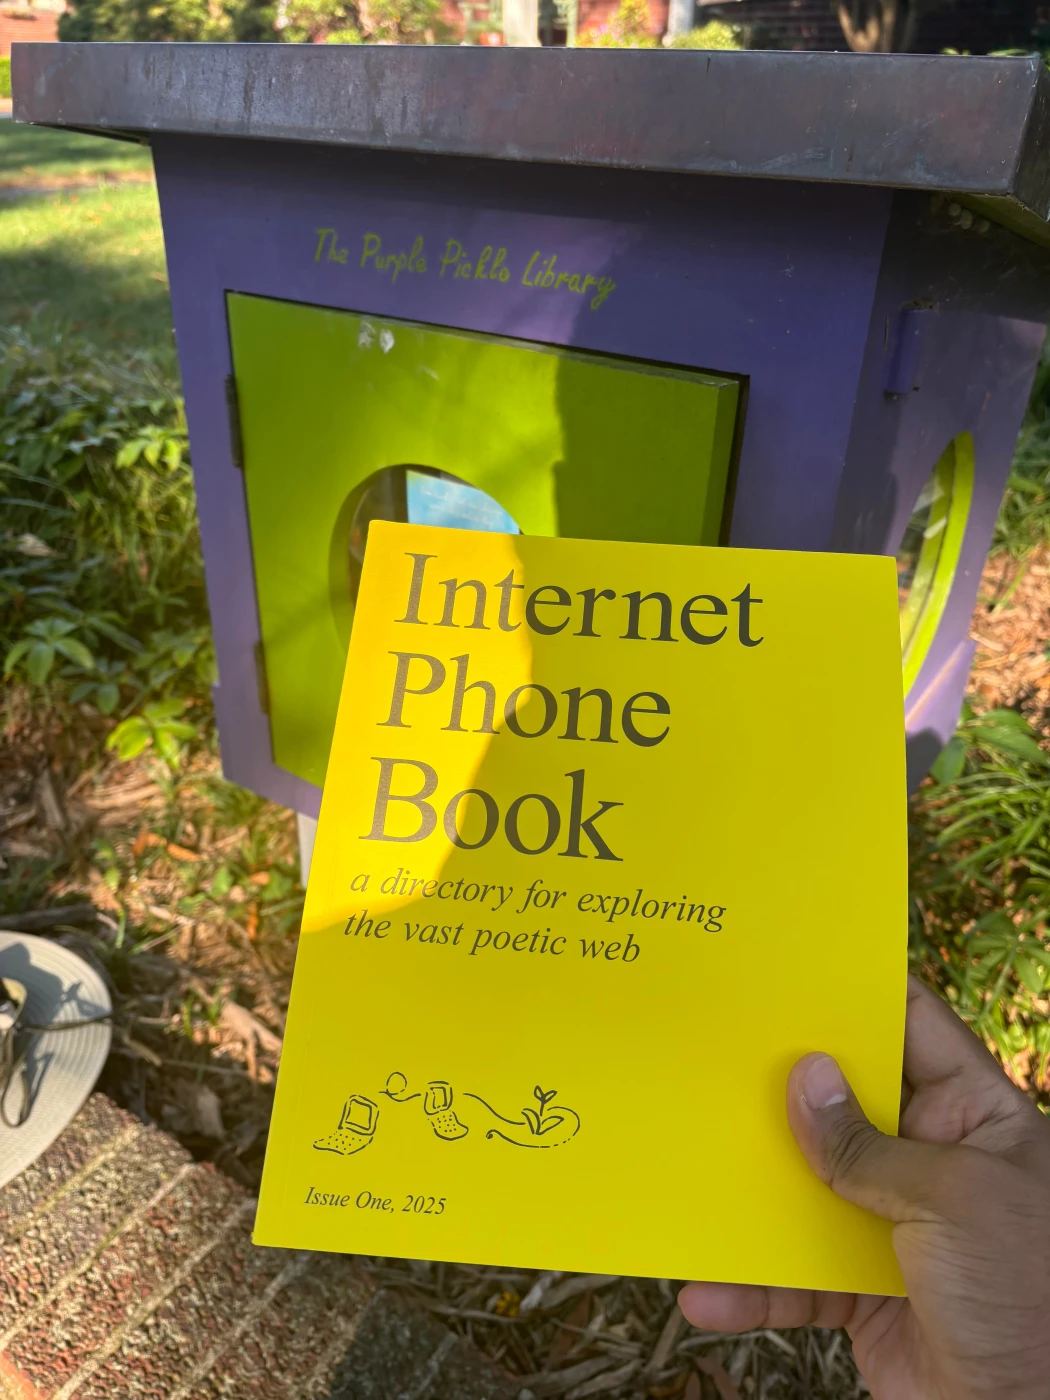 The Purple Pickle Library
Internet
Phone
Book
a directory for exploring
the vast poetic web
Issue One, 2025